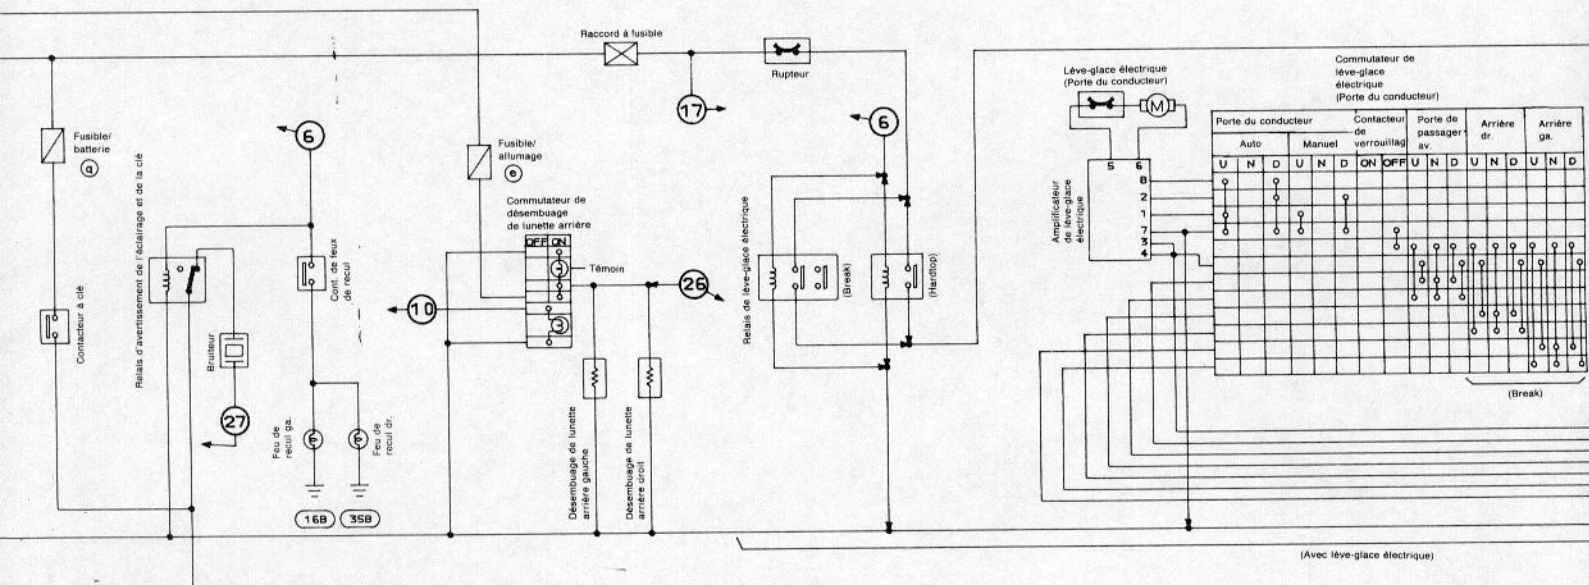 Raccord à fusible
Rupteur
17
6
Fusible/
batterie
q
Relais d'avertissement de l'éclairage et de la clé
6
Fusible/
allumage
e
Commutateur de
désembuage
de lunette arrière
OFF ON
Témoin
Cont. de feux
de recul
10
26
Contacteur à clé
Bruiteur
27
Feu de
recul ga.
Feu de
recul dr.
16B
35B
Désembuage de lunette
arrière gauche
Désembuage de lunette
arrière droit
Relais de lève-glace électrique
(Break)
(Hardtop)
Lève-glace électrique
(Porte du conducteur)
M
5 6
8
2
1
7
3
4
Amplificateur
de lève-glace
électrique
Commutateur de
lève-glace
électrique
(Porte du conducteur)
Porte du conducteur
Auto
Manuel
Contacteur
de
verrouillag
Porte de
passager
av.
Arrière
dr.
Arrière
ga.
U N D U N D ON OFF U N D U N D U N D
(Break)
(Avec lève-glace électrique)